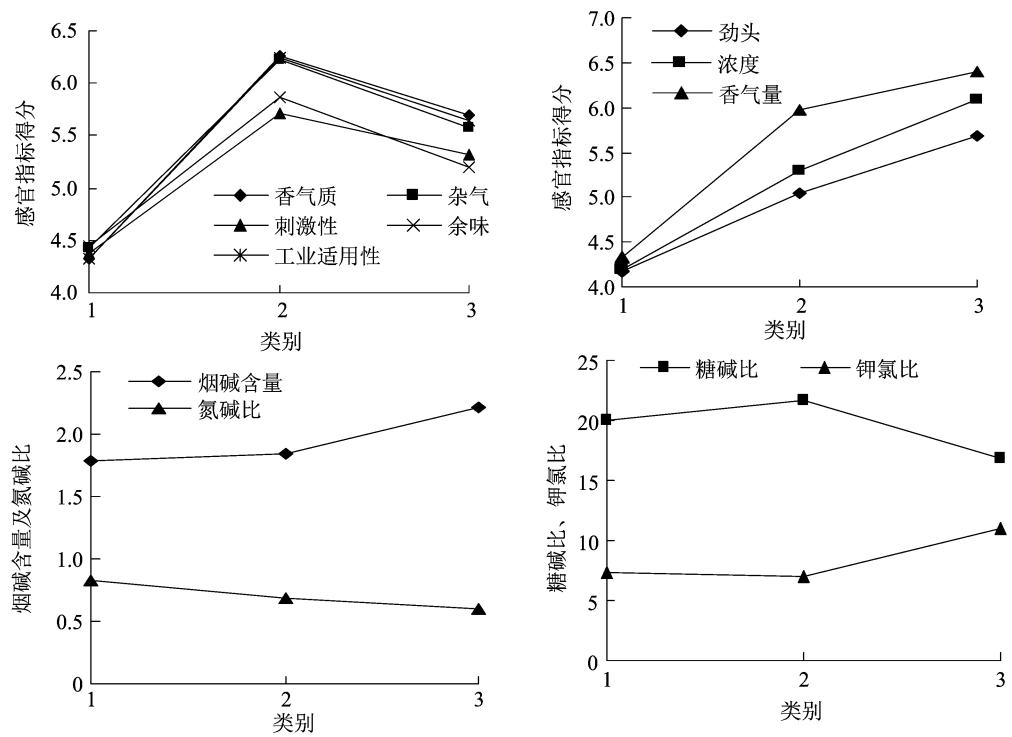 6.5
6.0
5.5
5.0
4.5
4.0
感官指标得分
香气质 杂气
刺激性 余味
工业适用性
1 2 3
类别
7.0
6.5
6.0
5.5
5.0
4.5
4.0
感官指标得分
劲头
浓度
香气量
1 2 3
类别
2.5
2.0
1.5
1.0
0.5
0
烟碱含量及氮碱比
烟碱含量
氮碱比
1 2 3
类别
25
20
15
10
5
0
糖碱比、钾氯比
糖碱比 钾氯比
1 2 3
类别